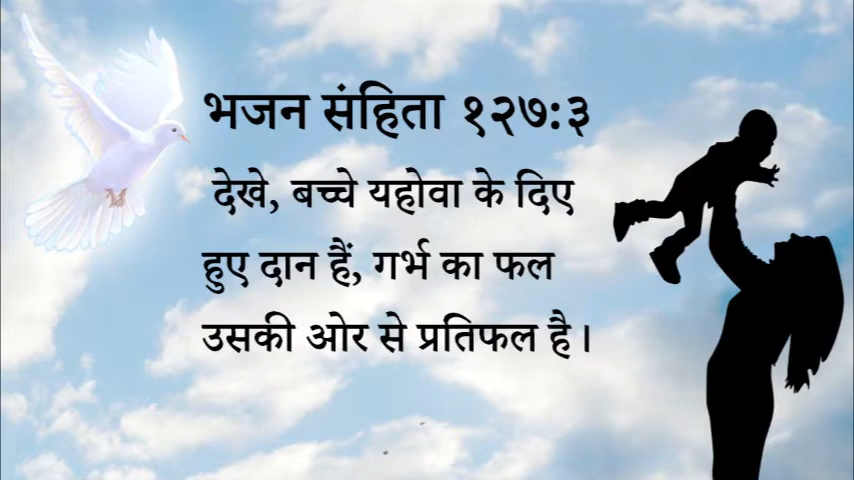 भजन संहिता १२७:३
देखे, बच्चे यहोवा के दिए
हुए दान हैं, गर्भ का फल
उसकी ओर से प्रतिफल है।